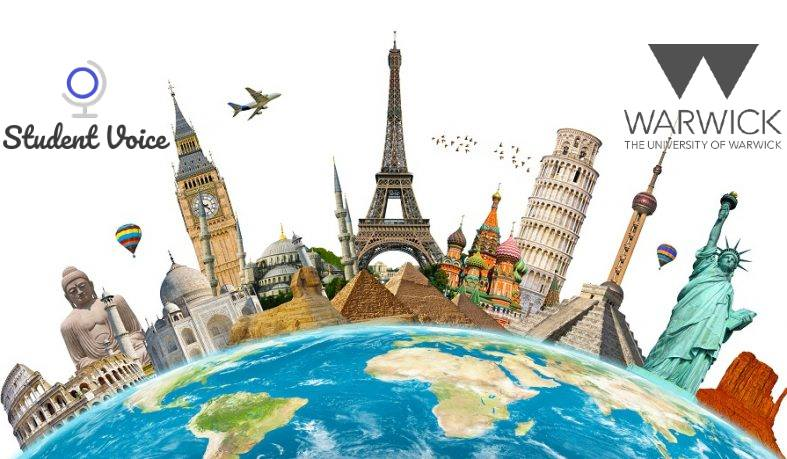 Student Voice
WARWICK
THE UNIVERSITY OF WARWICK